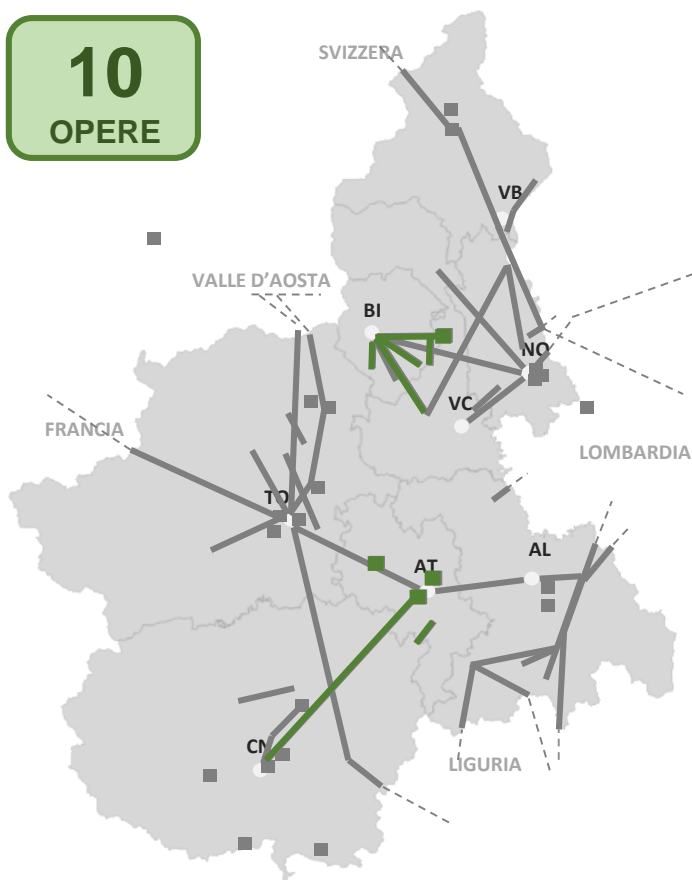 10
OPERE
SVIZZERA
VB
VALLE D'AOSTA
BI
NO
VC
FRANCIA
LOMBARDIA
TO
AL
AT
CN
LIGURIA